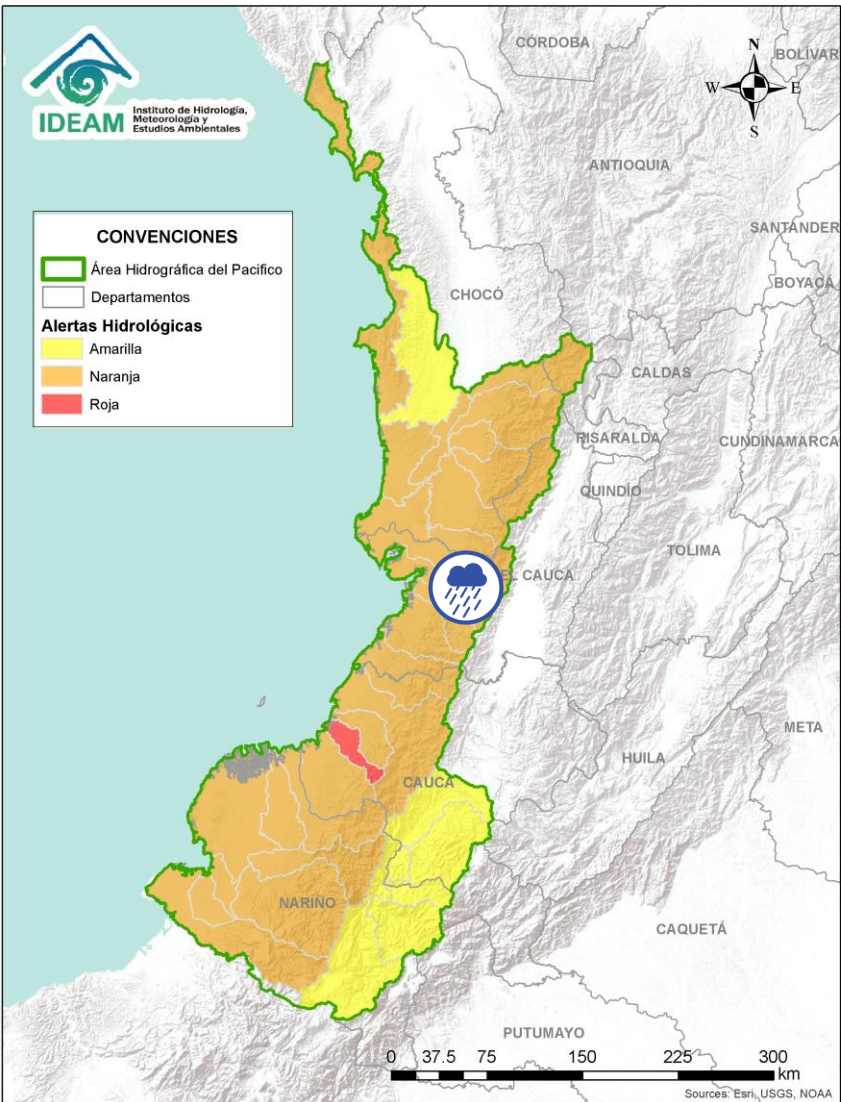 IDEAM
Instituto de Hidrología,
Meteorología y
Estudios Ambientales
N
W
E
S
CONVENCIONES
Área Hidrográfica del Pacifico
Departamentos
Alertas Hidrológicas
Amarilla
Naranja
Roja
CÓRDOBA
BOLIVAR
ANTIOQUIA
SANTANDER
BOYACÁ
CHOCÓ
CALDAS
RISARALDA
CUNDINAMARCA
QUINDÍO
TOLIMA
EL CAUCA
META
HUILA
CAUCA
NARIÑO
CAQUETÁ
PUTUMAYO
0 37.5 75 150 225 300
km
Sources: Esri, USGS, NOAA